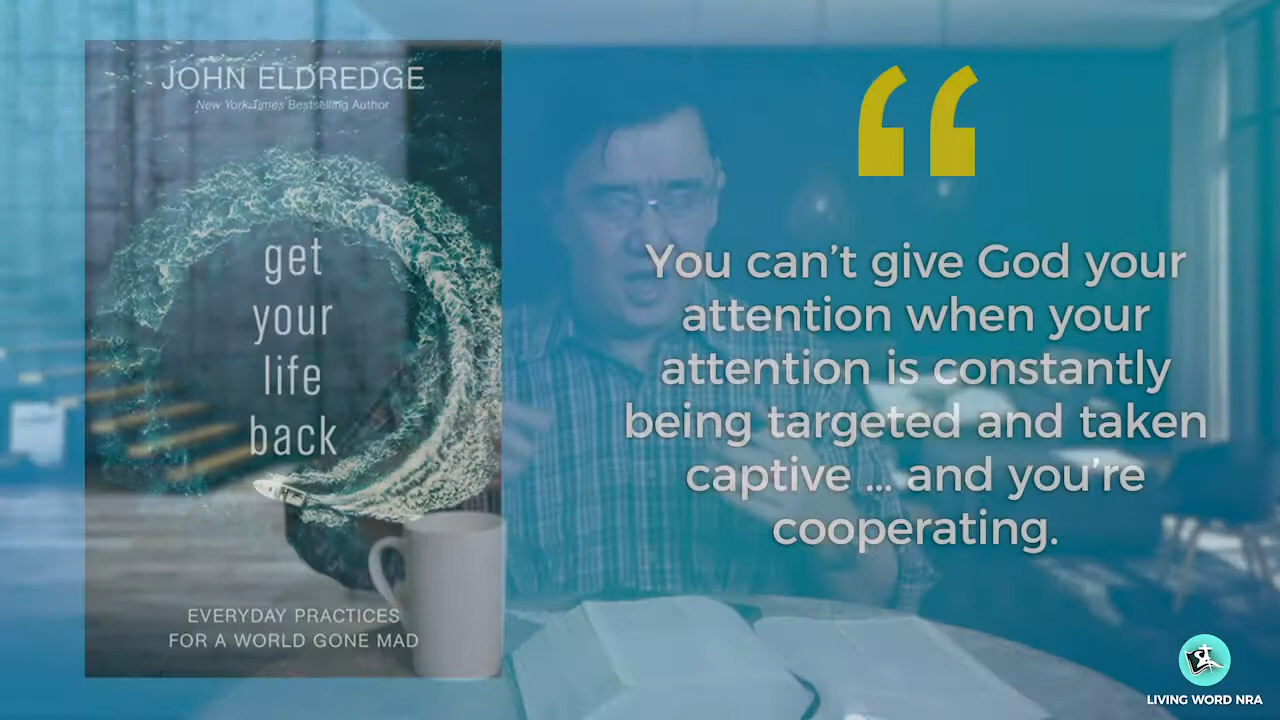 JOHN ELDREDGE
New York Times Bestselling Author
get
your
life
back
EVERYDAY PRACTICES
FOR A WORLD GONE MAD
“
You can’t give God your
attention when your
attention is constantly
being targeted and taken
captive ... and you’re
cooperating.
LIVING WORD NRA